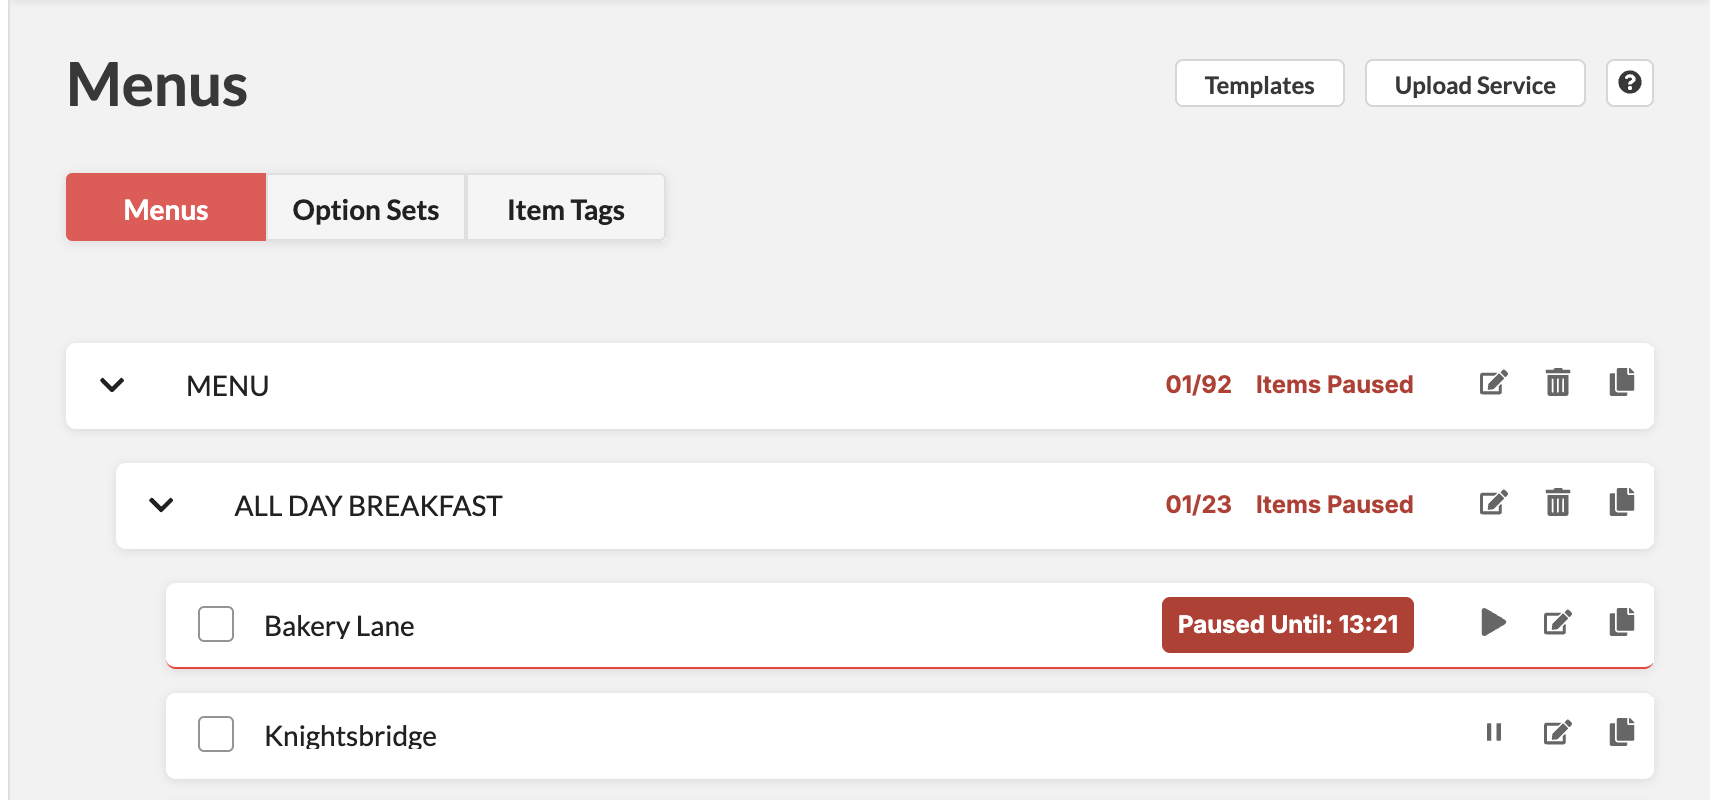 Menus
Templates
Upload Service
Menus
Option Sets
Item Tags
MENU
01/92 Items Paused
ALL DAY BREAKFAST
01/23 Items Paused
Bakery Lane
Paused Until: 13:21
Knightsbridge